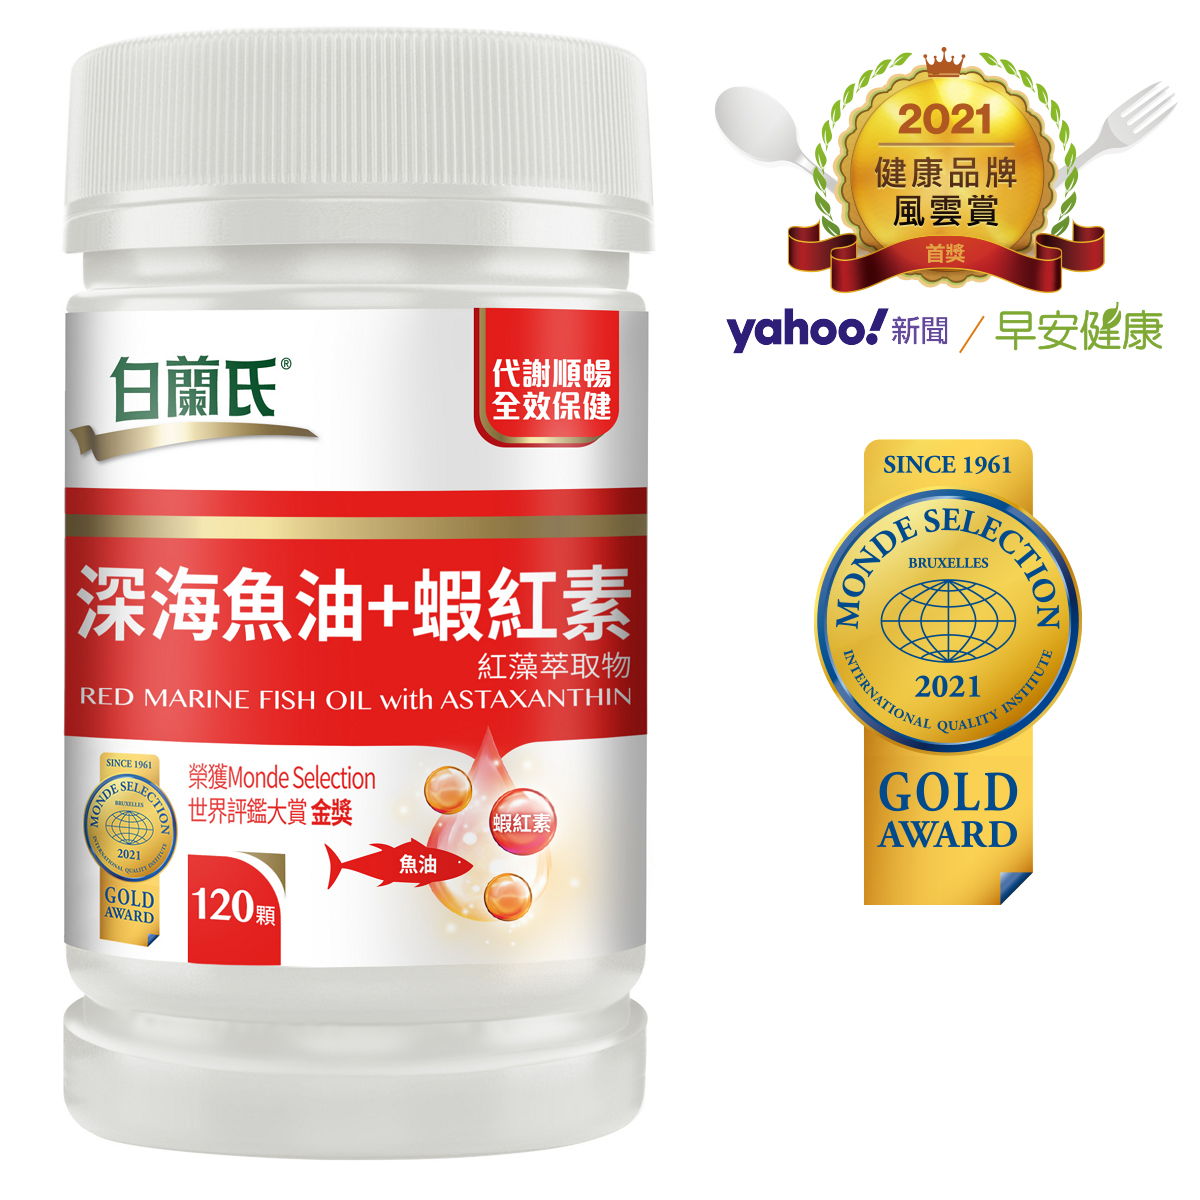 白蘭氏®
代謝順暢
全效保健
深海魚油+蝦紅素
紅藻萃取物
RED MARINE FISH OIL with ASTAXANTHIN
SINCE 1961
MONDE SELECTION
BRUXELLES
2021
INTERNATIONAL QUALITY INSTITUTE
GOLD
AWARD
榮獲Monde Selection
世界評鑑大賞 金獎
120顆
蝦紅素
魚油
2021
健康品牌
風雲賞
首獎
yahoo!新聞 / 早安健康
SINCE 1961
MONDE SELECTION
BRUXELLES
2021
INTERNATIONAL QUALITY INSTITUTE
GOLD
AWARD